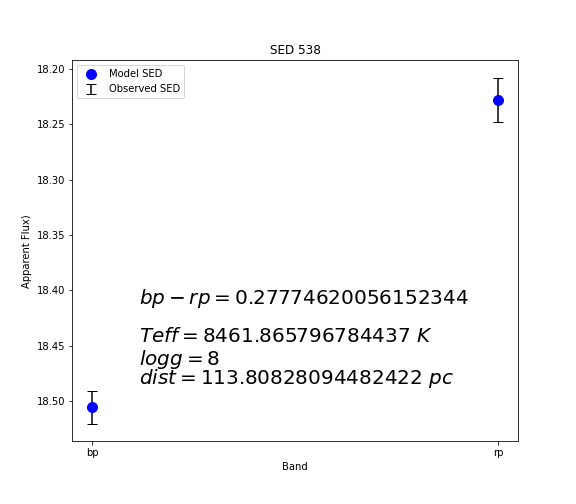 SED 538
Model SED
Observed SED
18.20
18.25
18.30
18.35
18.40
18.45
18.50
Apparent Flux)
bp − rp = 0.27774620056152344
Teff = 8461.865796784437 K
logg = 8
dist = 113.80828094482422 pc
bp
rp
Band